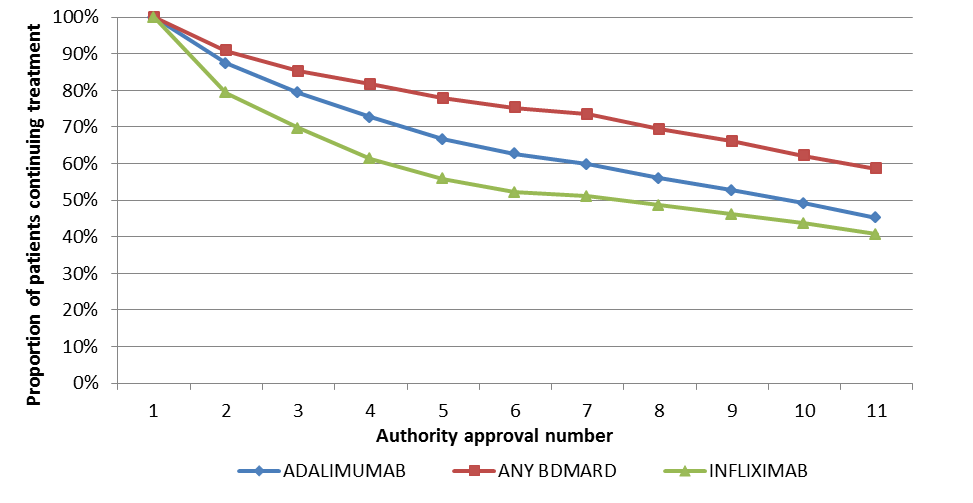 Proportion of patients continuing treatment
100%
90%
80%
70%
60%
50%
40%
30%
20%
10%
0%
1 2 3 4 5 6 7 8 9 10 11
Authority approval number
ADALIMUMAB ANY BDMARD INFLIXIMAB